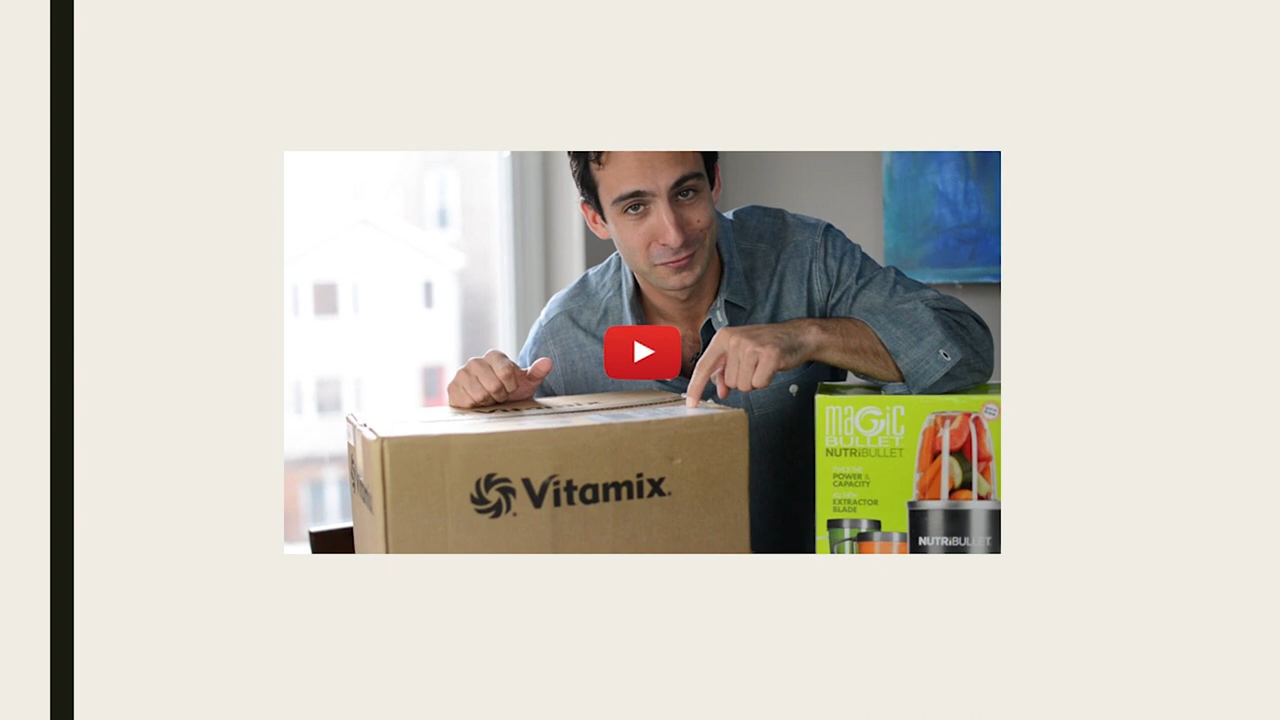 Vitamix.
MAGIC
BULLET
NUTRiBULLET
POWER &
CAPACITY
EXTRACTOR
BLADE
NUTRiBULLET